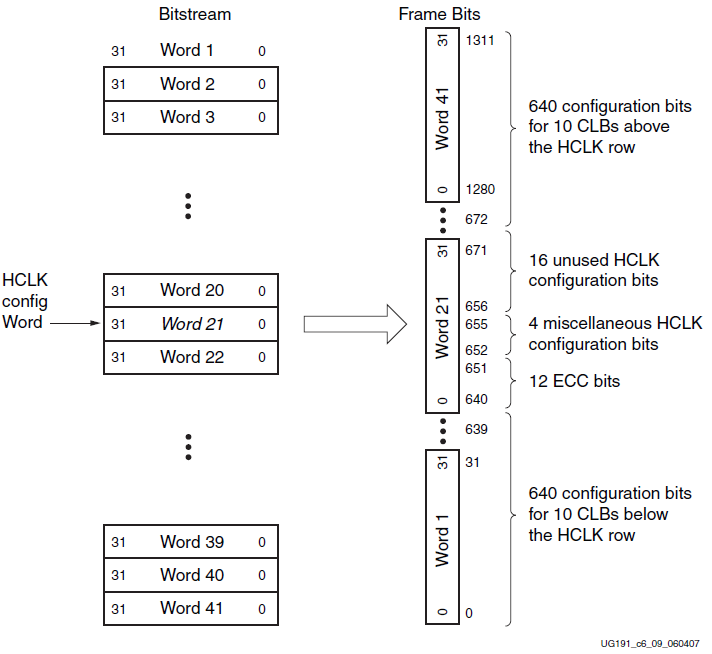 Bitstream
31 Word 1 0
31 Word 2 0
31 Word 3 0
HCLK
config
Word
31 Word 20 0
31 Word 21 0
31 Word 22 0
31 Word 39 0
31 Word 40 0
31 Word 41 0
Frame Bits
31 1311
Word 41
0 1280
672
31 671
656
Word 21
655
652
651
0 640
639
31 31
Word 1
0 0
640 configuration bits
for 10 CLBs above
the HCLK row
16 unused HCLK
configuration bits
4 miscellaneous HCLK
configuration bits
12 ECC bits
640 configuration bits
for 10 CLBs below
the HCLK row
UG191_c6_09_060407